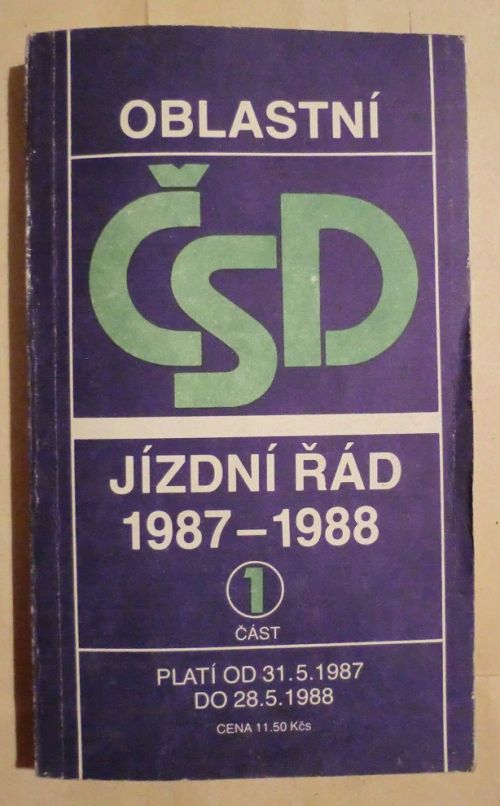 OBLASTNÍ
ČSD
JÍZDNÍ ŘÁD
1987–1988
1
ČÁST
PLATÍ OD 31.5.1987
DO 28.5.1988
CENA 11.50 Kčs